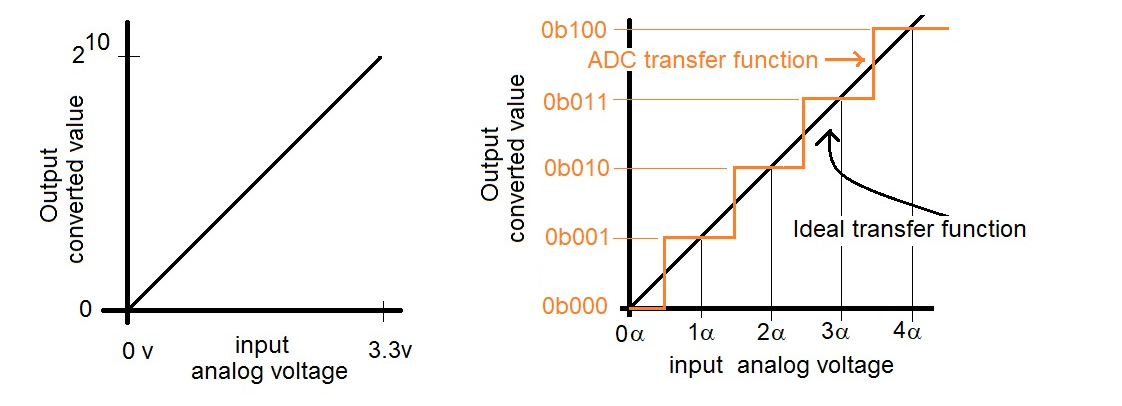 2^10
Output
converted value
0
0 v
input
analog voltage
3.3v
0b100
ADC transfer function
0b011
Output
converted value
0b010
0b001
Ideal transfer function
0b000
0α 1α 2α 3α 4α
input analog voltage